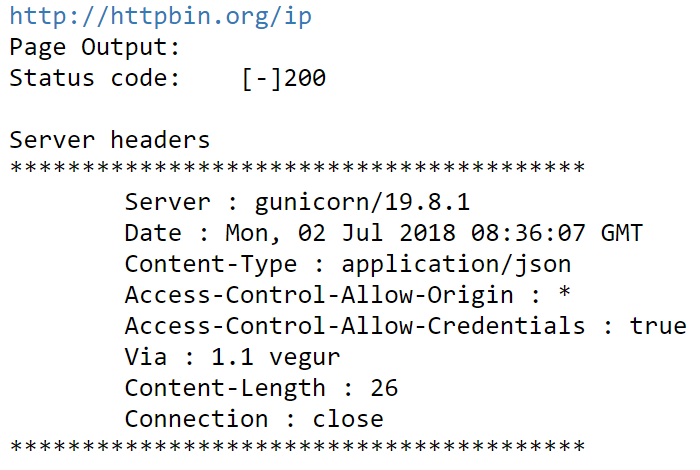 http://httpbin.org/ip
Page Output:
Status code:    [-]200
Server headers
****************************************
Server : gunicorn/19.8.1
Date : Mon, 02 Jul 2018 08:36:07 GMT
Content-Type : application/json
Access-Control-Allow-Origin : *
Access-Control-Allow-Credentials : true
Via : 1.1 vegur
Content-Length : 26
Connection : close
****************************************